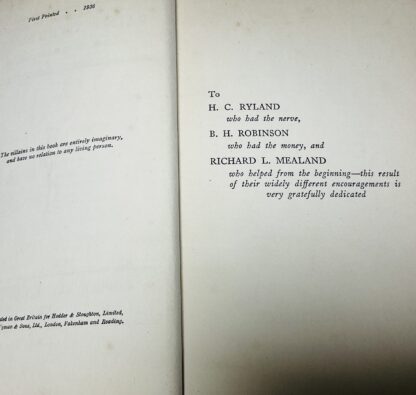 First Printed . . 1936
The villains in this book are entirely imaginary,
and have no relation to any living person.
in Great Britain for Hodder & Stoughton, Limited,
& Sons, Ltd., London, Fakenham and Reading.
To
H. C. RYLAND
who had the nerve,
B. H. ROBINSON
who had the money, and
RICHARD L. MEALAND
who helped from the beginning—this result
of their widely different encouragements is
very gratefully dedicated